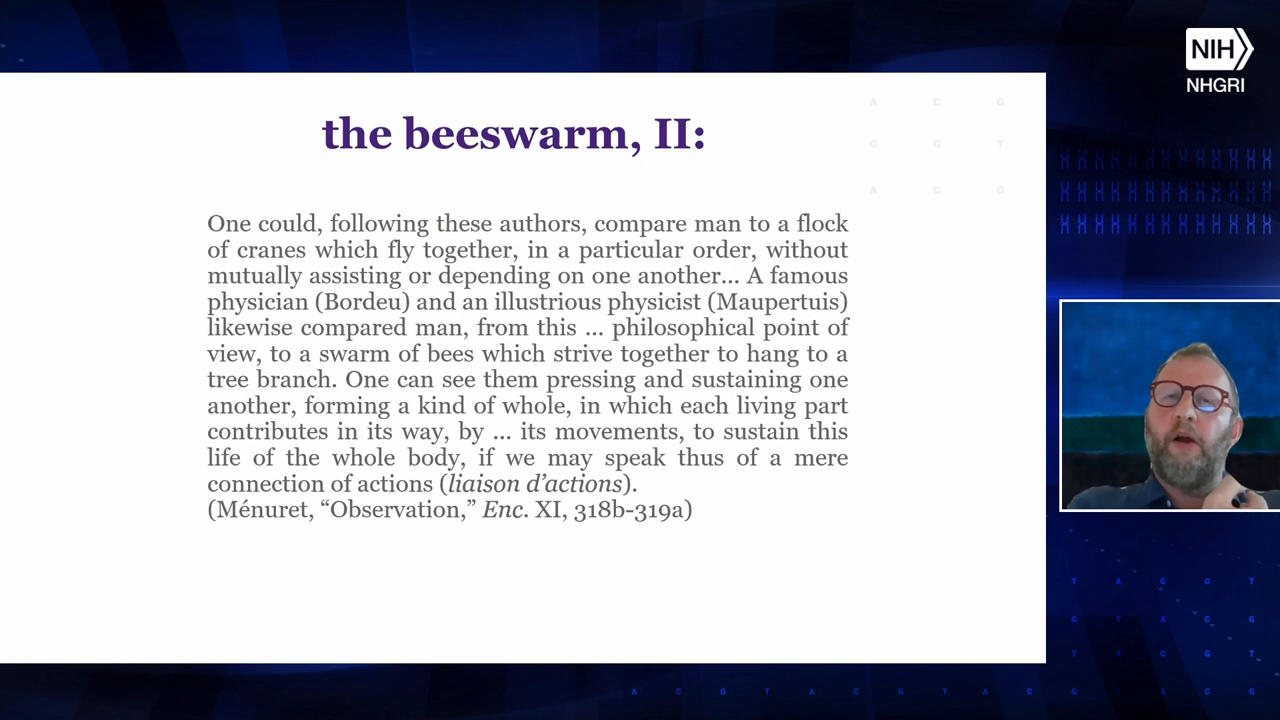 the beeswarm, II:
One could, following these authors, compare man to a flock
of cranes which fly together, in a particular order, without
mutually assisting or depending on one another... A famous
physician (Bordeu) and an illustrious physicist (Maupertuis)
likewise compared man, from this ... philosophical point of
view, to a swarm of bees which strive together to hang to a
tree branch. One can see them pressing and sustaining one
another, forming a kind of whole, in which each living part
contributes in its way, by ... its movements, to sustain this
life of the whole body, if we may speak thus of a mere
connection of actions (liaison d’actions).
(Ménuret, “Observation,” Enc. XI, 318b-319a)
A C G
C G T
A C G
NIH
NHGRI
T A C G T
G T A C G
T A C G T
A C G T A C G T A C G T A C G